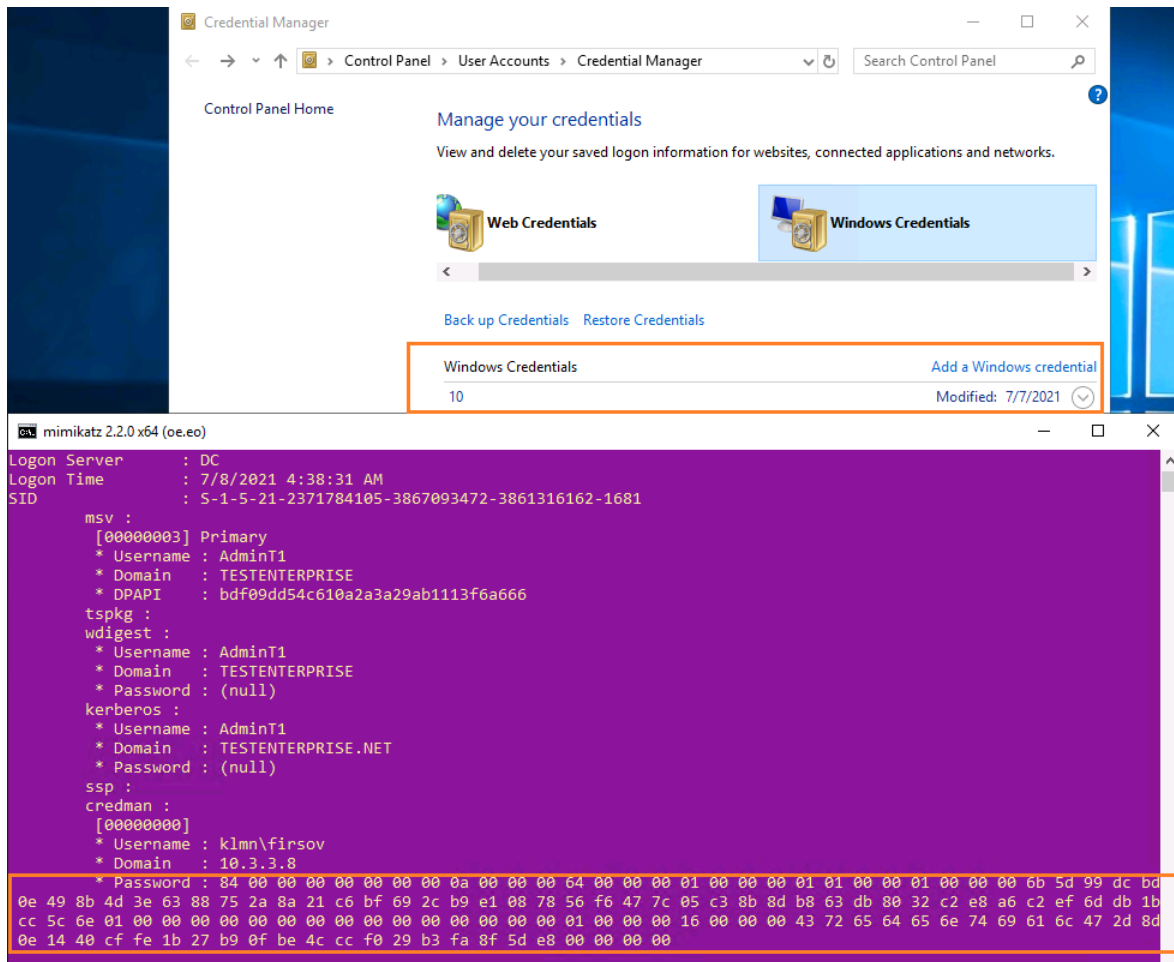 Credential Manager
Control Panel > User Accounts > Credential Manager
Search Control Panel
Control Panel Home
?
Manage your credentials
View and delete your saved logon information for websites, connected applications and networks.
Web Credentials
Windows Credentials
Back up Credentials Restore Credentials
Windows Credentials Add a Windows credential
10 Modified: 7/7/2021
mimikatz 2.2.0 x64 (oe.eo)
Logon Server : DC
Logon Time : 7/8/2021 4:38:31 AM
SID : S-1-5-21-2371784105-3867093472-3861316162-1681
msv :
[00000003] Primary
* Username : AdminT1
* Domain : TESTENTERPRISE
* DPAPI : bdf09dd54c610a2a3a29ab1113f6a666
tspkg :
wdigest :
* Username : AdminT1
* Domain : TESTENTERPRISE
* Password : (null)
kerberos :
* Username : AdminT1
* Domain : TESTENTERPRISE.NET
* Password : (null)
ssp :
credman :
[00000000]
* Username : klmn\firsov
* Domain : 10.3.3.8
* Password : 84 00 00 00 00 00 00 00 0a 00 00 00 64 00 00 00 01 00 00 00 01 01 00 00 01 00 00 00 6b 5d 99 dc bd
0e 49 8b 4d 3e 63 88 75 2a 8a 21 c6 bf 69 2c b9 e1 08 78 56 f6 47 7c 05 c3 8b 8d b8 63 db 80 32 c2 e8 a6 c2 ef 6d db 1b
cc 5c 6e 01 00 00 00 00 00 00 00 00 00 00 00 00 00 00 00 00 00 00 01 00 00 00 16 00 00 00 43 72 65 64 65 6e 74 69 61 6c 47 2d 8d
0e 14 40 cf fe 1b 27 b9 0f be 4c cc f0 29 b3 fa 8f 5d e8 00 00 00 00